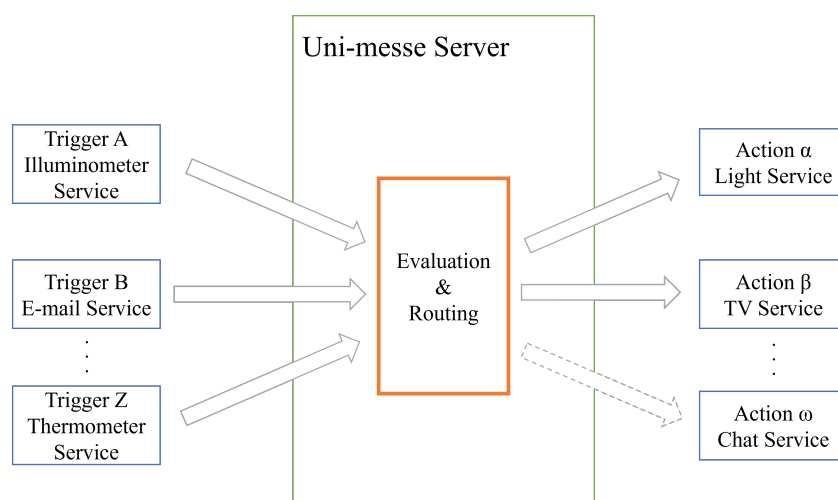 Uni-messe Server
Trigger A
Illuminometer
Service
Trigger B
E-mail Service
.
.
.
Trigger Z
Thermometer
Service
Evaluation
&
Routing
Action α
Light Service
Action β
TV Service
.
.
.
Action ω
Chat Service